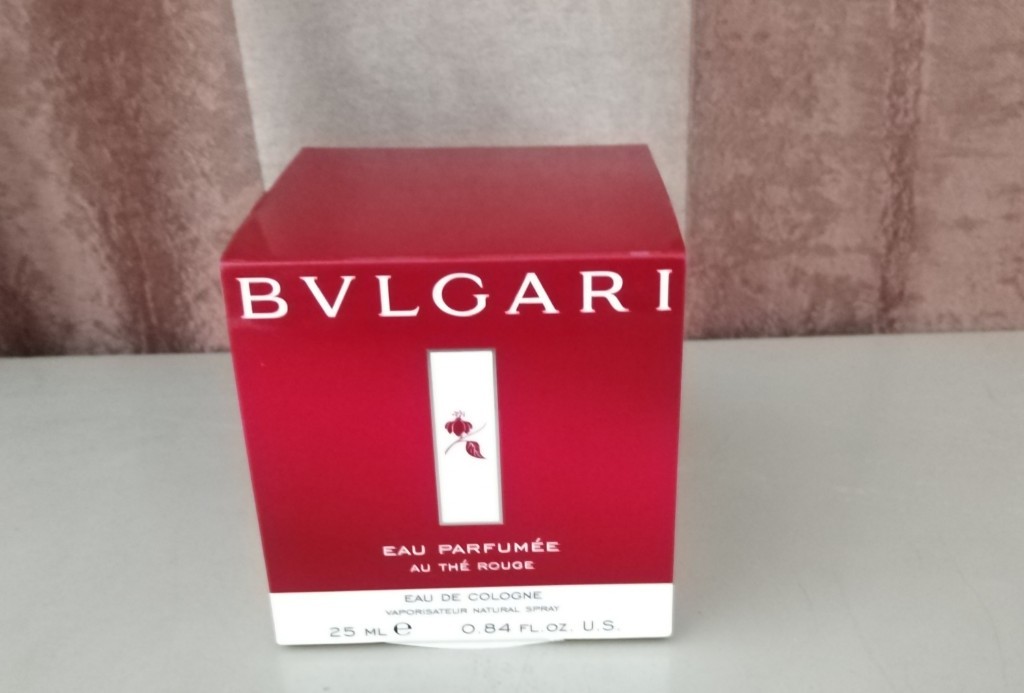 BVLGARI
EAU PARFUMÉE
AU THÉ ROUGE
EAU DE COLOGNE
VAPORISATEUR NATURAL SPRAY
25 ML ℮ 0.84 FL.OZ. U.S.